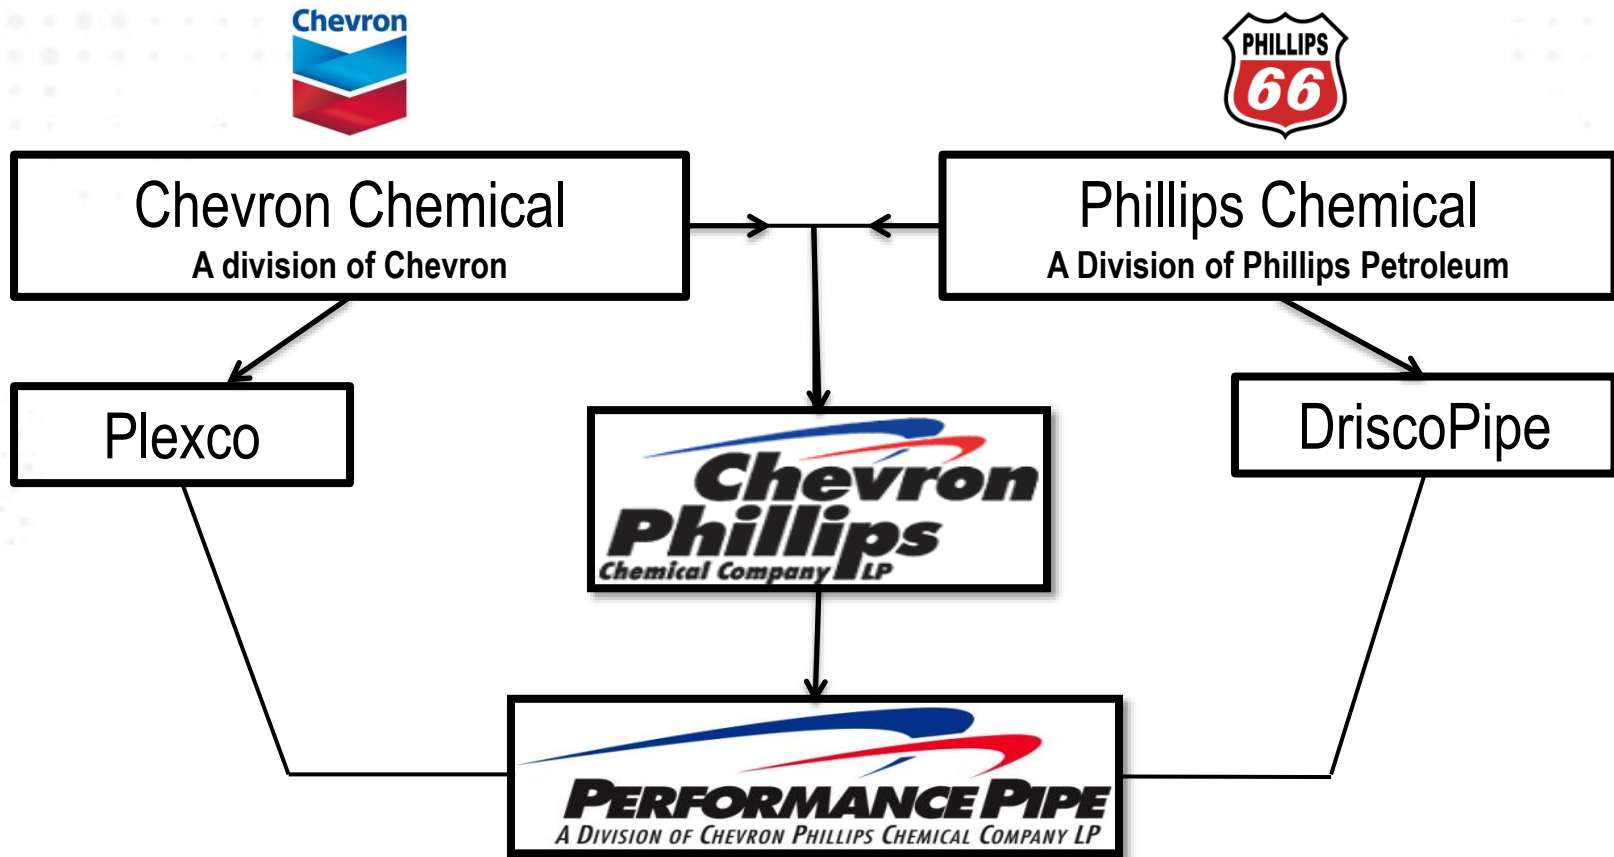 Chevron
PHILLIPS
66
Chevron Chemical
A division of Chevron
Phillips Chemical
A Division of Phillips Petroleum
Plexco
DriscoPipe
Chevron
Phillips
Chemical Company LP
PERFORMANCE PIPE
A DIVISION OF CHEVRON PHILLIPS CHEMICAL COMPANY LP